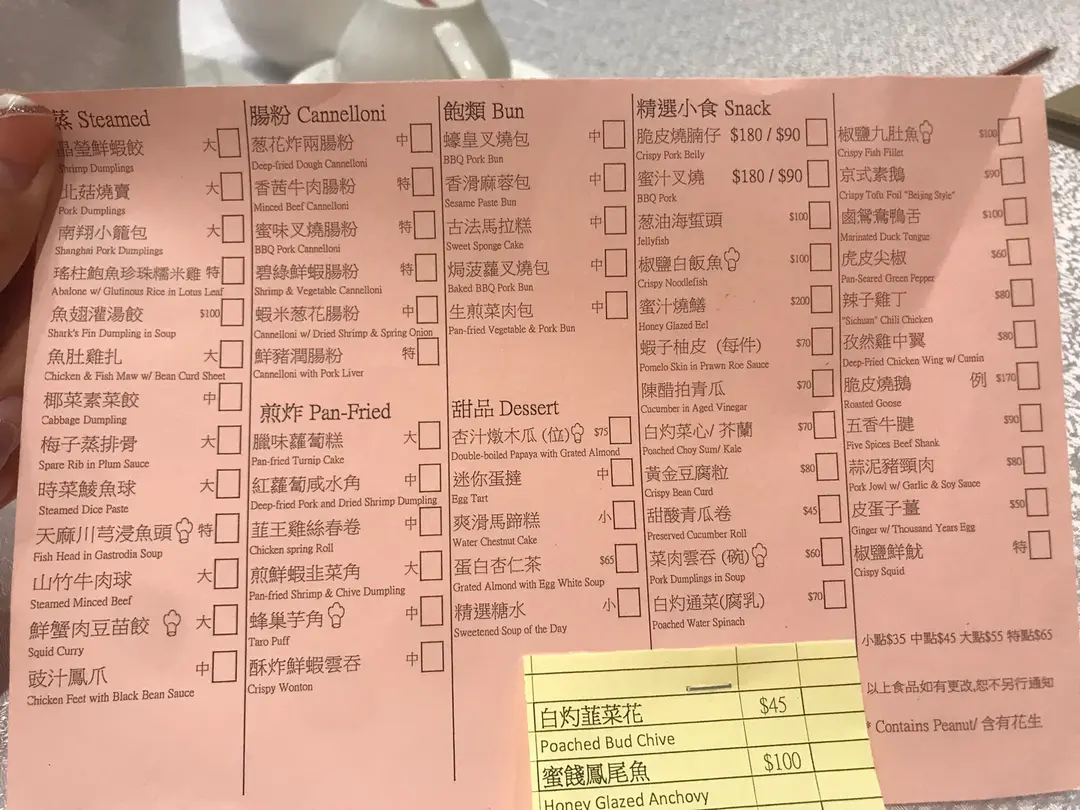 蒸 Steamed
晶瑩鮮蝦餃 大
Shrimp Dumplings
北菇燒賣 大
Pork Dumplings
南翔小籠包 大
Shanghai Pork Dumplings
瑤柱鮑魚珍珠糯米雞 特
Abalone w/ Glutinous Rice in Lotus Leaf
魚翅灌湯餃 $100
Shark's Fin Dumpling in Soup
魚肚雞扎 大
Chicken & Fish Maw w/ Bean Curd Sheet
椰菜素菜餃 中
Cabbage Dumpling
梅子蒸排骨 大
Spare Rib in Plum Sauce
時菜鯪魚球 大
Steamed Dice Paste
天麻川芎浸魚頭 特
Fish Head in Gastrodia Soup
山竹牛肉球 大
Steamed Minced Beef
鮮蟹肉豆苗餃 大
Squid Curry
豉汁鳳爪 中
Chicken Feet with Black Bean Sauce
腸粉 Cannelloni
葱花炸兩腸粉 中
Deep-fried Dough Cannelloni
香茜牛肉腸粉 特
Minced Beef Cannelloni
蜜味叉燒腸粉 特
BBQ Pork Cannelloni
碧綠鮮蝦腸粉 特
Shrimp & Vegetable Cannelloni
蝦米葱花腸粉 中
Cannelloni w/ Dried Shrimp & Spring Onion
鮮豬潤腸粉 特
Cannelloni with Pork Liver
煎炸 Pan-Fried
臘味蘿蔔糕 大
Pan-fried Turnip Cake
紅蘿蔔咸水角 中
Deep-fried Pork and Dried Shrimp Dumpling
韮王雞絲春卷 中
Chicken spring Roll
煎鮮蝦韮菜角 大
Pan-fried Shrimp & Chive Dumpling
蜂巢芋角 中
Taro Puff
酥炸鮮蝦雲吞 中
Crispy Wonton
飽類 Bun
蠔皇叉燒包 中
BBQ Pork Bun
香滑麻蓉包 中
Sesame Paste Bun
古法馬拉糕 中
Sweet Sponge Cake
焗菠蘿叉燒包 中
Baked BBQ Pork Bun
生煎菜肉包 中
Pan-fried Vegetable & Pork Bun
甜品 Dessert
杏汁燉木瓜 (位) $75
Double-boiled Papaya with Grated Almond
迷你蛋撻 中
Egg Tart
爽滑馬蹄糕 小
Water Chestnut Cake
蛋白杏仁茶 $65
Grated Almond with Egg White Soup
精選糖水 小
Sweetened Soup of the Day
精選小食 Snack
脆皮燒腩仔 $180 / $90
Crispy Pork Belly
蜜汁叉燒 $180 / $90
BBQ Pork
葱油海蜇頭 $100
Jellyfish
椒鹽白飯魚 $100
Crispy Noodlefish
蜜汁燒鱔 $200
Honey Glazed Eel
蝦子柚皮 (每件) $70
Pomelo Skin in Prawn Roe Sauce
陳醋拍青瓜 $70
Cucumber in Aged Vinegar
白灼菜心/ 芥蘭 $70
Poached Choy Sum/ Kale
黃金豆腐粒 $80
Crispy Bean Curd
甜酸青瓜卷 $45
Preserved Cucumber Roll
菜肉雲吞 (碗) $60
Pork Dumplings in Soup
白灼通菜(腐乳) $70
Poached Water Spinach
椒鹽九肚魚 $100
Crispy Fish Fillet
京式素鵝 $90
Crispy Tofu Foil "Beijing Style"
鹵鴛鴦鴨舌 $100
Marinated Duck Tongue
虎皮尖椒 $60
Pan-Seared Green Pepper
辣子雞丁 $80
"Sichuan" Chili Chicken
孜然雞中翼 $80
Deep-Fried Chicken Wing w/ Cumin
脆皮燒鵝 例 $170
Roasted Goose
五香牛𦟌 $90
Five Spices Beef Shank
蒜泥豬頸肉 $80
Pork Jowl w/ Garlic & Soy Sauce
皮蛋子薑 $50
Ginger w/ Thousand Years Egg
椒鹽鮮魷 特
Crispy Squid
小點$35 中點$45 大點$55 特點$65
以上食品如有更改,恕不另行通知
* Contains Peanut/ 含有花生
白灼韮菜花 $45
Poached Bud Chive
蜜餞鳳尾魚 $100
Honey Glazed Anchovy